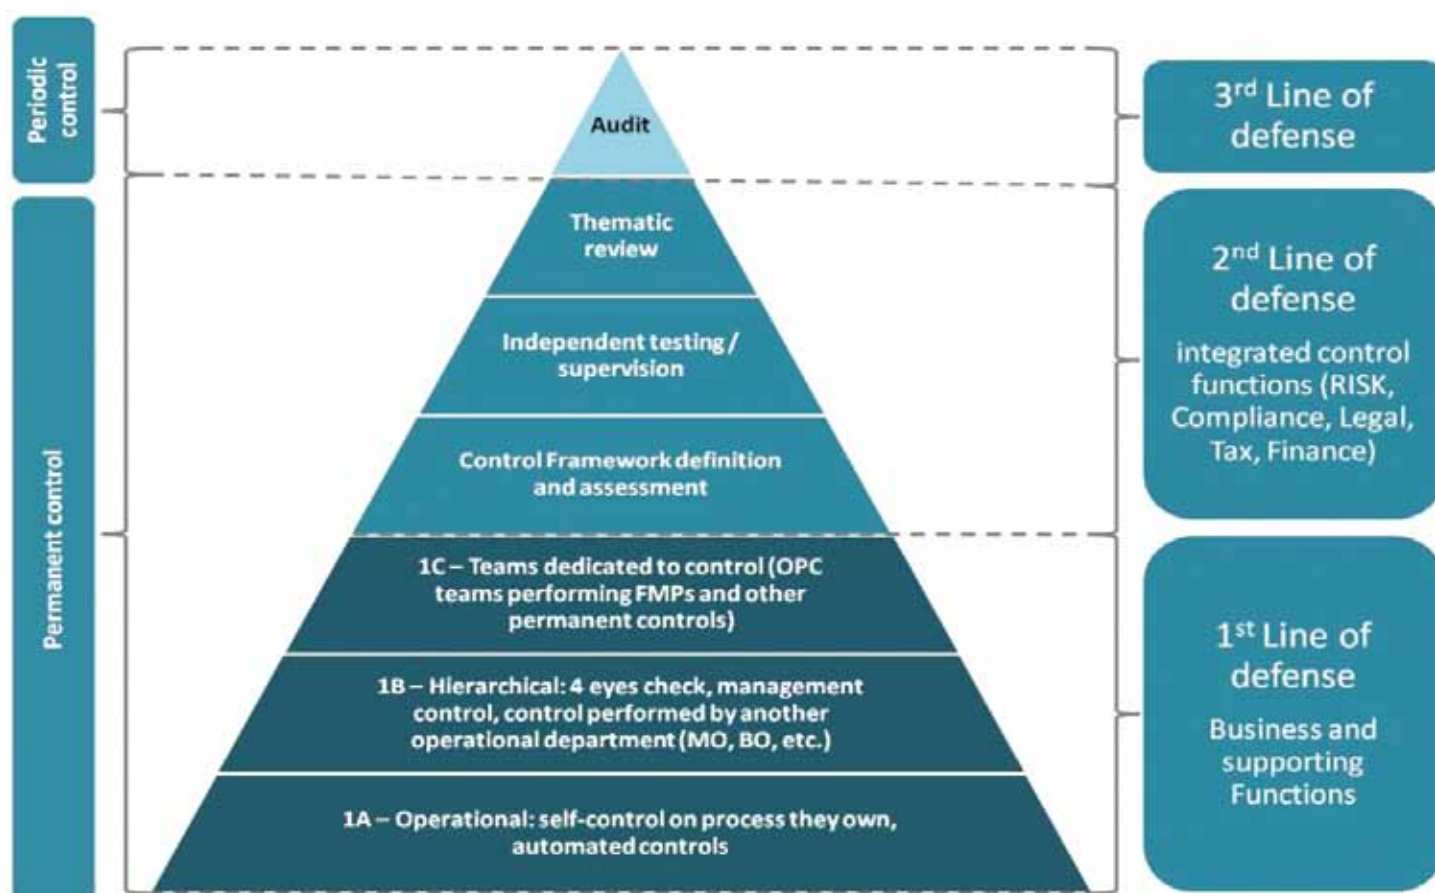 Periodic
control
Permanent control
Audit
Thematic
review
Independent testing /
supervision
Control Framework definition
and assessment
1C – Teams dedicated to control (OPC
teams performing FMPs and other
permanent controls)
1B – Hierarchical: 4 eyes check, management
control, control performed by another
operational department (MO, BO, etc.)
1A – Operational: self-control on process they own,
automated controls
3rd Line of
defense
2nd Line of
defense
integrated control
functions (RISK,
Compliance, Legal,
Tax, Finance)
1st Line of
defense
Business and
supporting
Functions